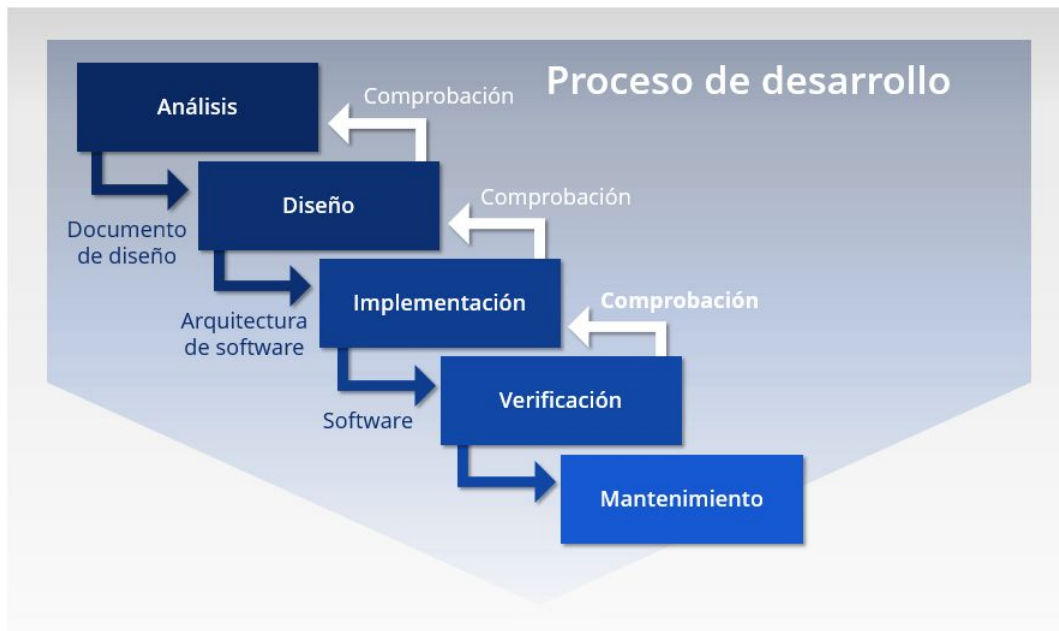 Proceso de desarrollo
Análisis
Comprobación
Diseño
Comprobación
Documento
de diseño
Implementación
Comprobación
Arquitectura
de software
Verificación
Software
Mantenimiento